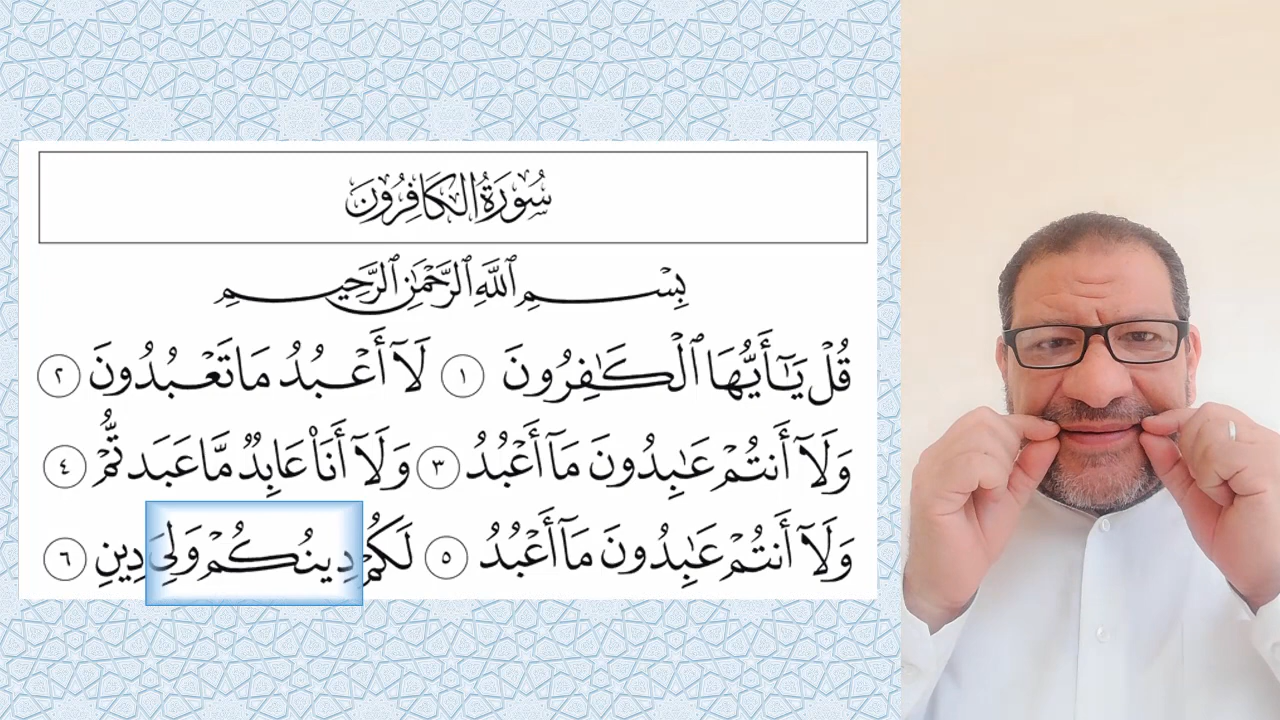 سُورَةُ الكَافِرُونَ
بِسْمِ ٱللَّهِ ٱلرَّحْمَٰنِ ٱلرَّحِيمِ
قُلْ يَٰٓأَيُّهَا ٱلْكَٰفِرُونَ ١ لَآ أَعْبُدُ مَا تَعْبُدُونَ ٢
وَلَآ أَنتُمْ عَٰبِدُونَ مَآ أَعْبُدُ ٣ وَلَآ أَنَا۠ عَابِدٌ مَّا عَبَدتُّمْ ٤
وَلَآ أَنتُمْ عَٰبِدُونَ مَآ أَعْبُدُ ٥ لَكُمْ دِينُكُمْ وَلِىَ دِينِ ٦